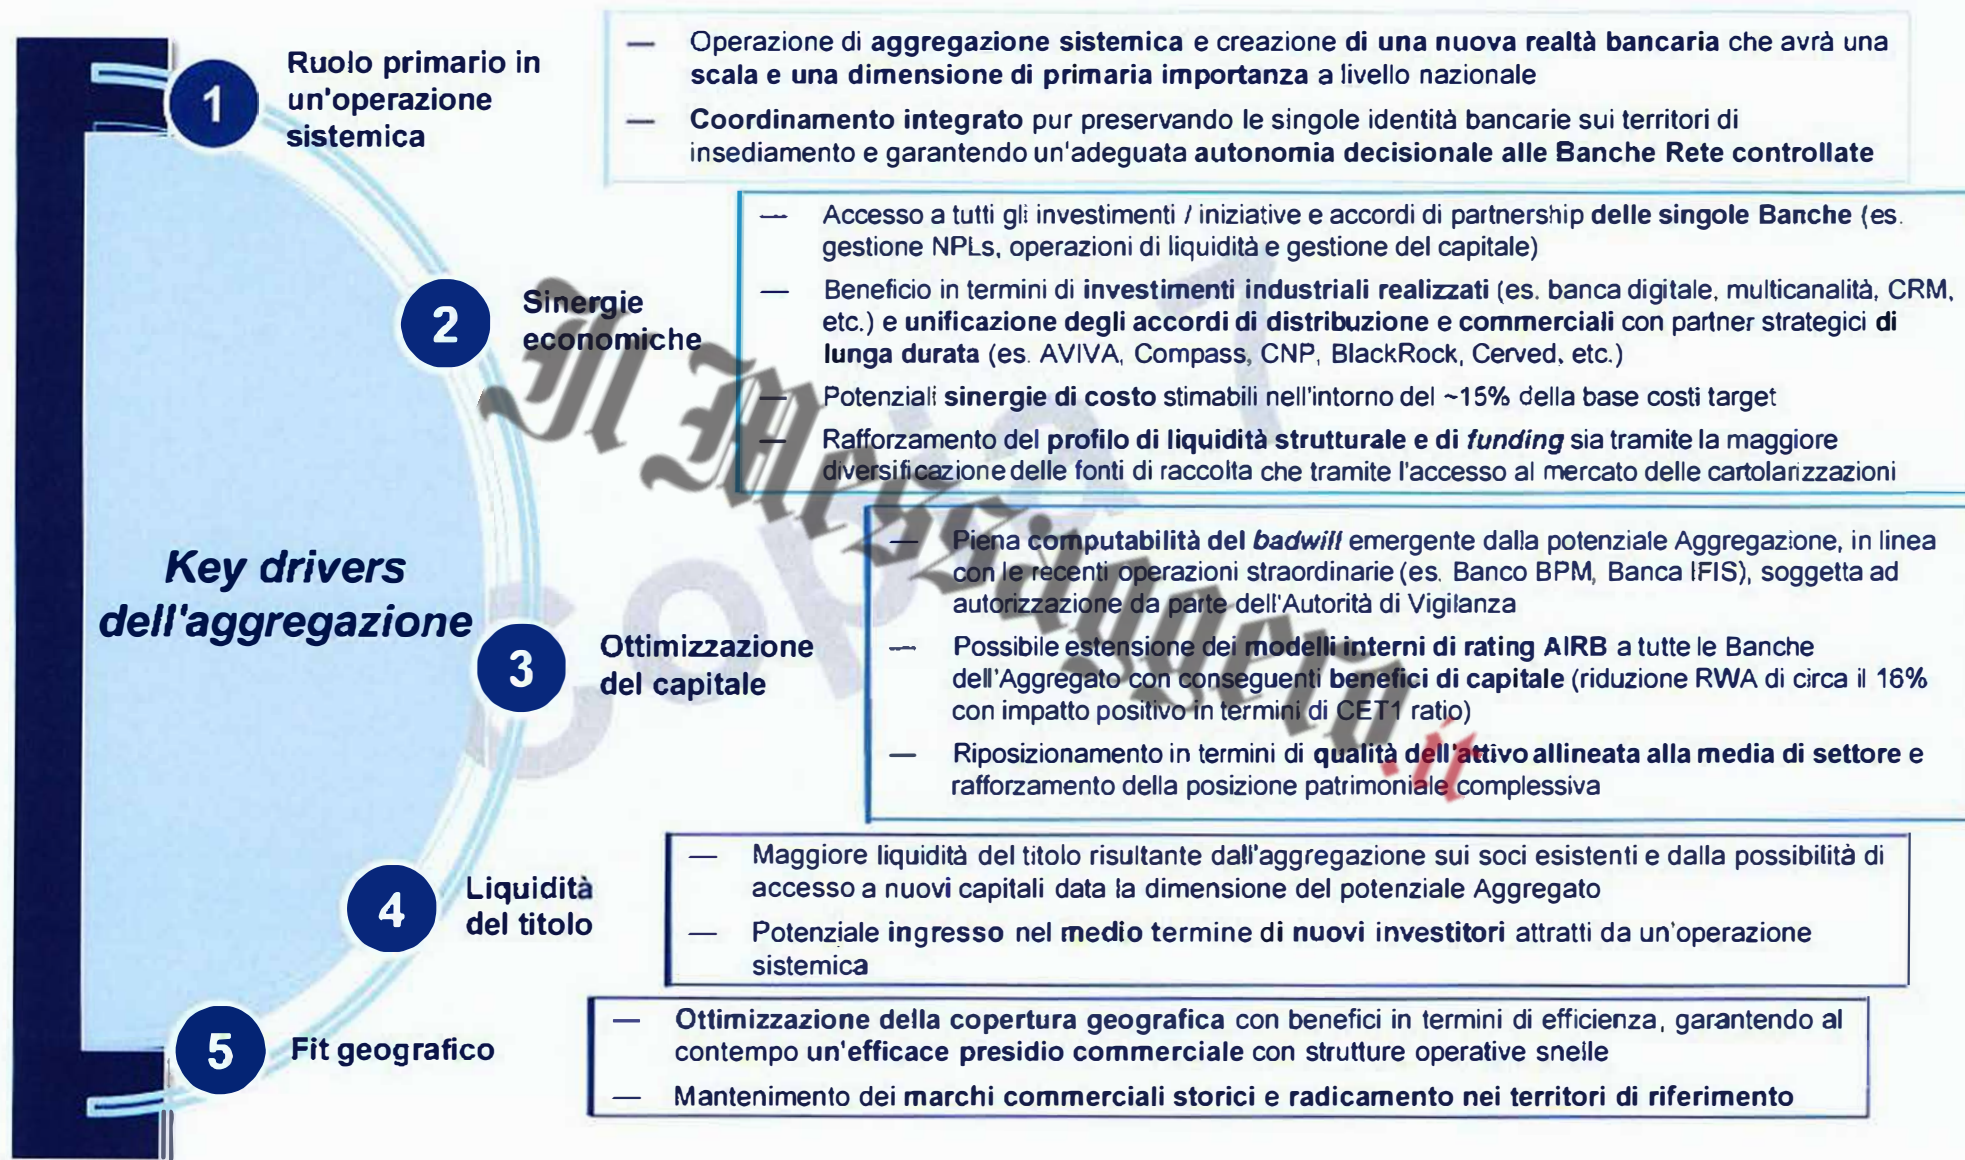 1
Ruolo primario in
un'operazione
sistemica
— Operazione di aggregazione sistemica e creazione di una nuova realtà bancaria che avrà una
scala e una dimensione di primaria importanza a livello nazionale
— Coordinamento integrato pur preservando le singole identità bancarie sui territori di
insediamento e garantendo un'adeguata autonomia decisionale alle Banche Rete controllate
2
Sinergie
economiche
— Accesso a tutti gli investimenti / iniziative e accordi di partnership delle singole Banche (es.
gestione NPLs, operazioni di liquidità e gestione del capitale)
— Beneficio in termini di investimenti industriali realizzati (es. banca digitale, multicanalità, CRM,
etc.) e unificazione degli accordi di distribuzione e commerciali con partner strategici di
lunga durata (es. AVIVA, Compass, CNP, BlackRock, Cerved, etc.)
— Potenziali sinergie di costo stimabili nell'intorno del ~15% della base costi target
— Rafforzamento del profilo di liquidità strutturale e di funding sia tramite la maggiore
diversificazione delle fonti di raccolta che tramite l'accesso al mercato delle cartolarizzazioni
Key drivers
dell'aggregazione
3
Ottimizzazione
del capitale
— Piena computabilità del badwill emergente dalla potenziale Aggregazione, in linea
con le recenti operazioni straordinarie (es. Banco BPM, Banca IFIS), soggetta ad
autorizzazione da parte dell'Autorità di Vigilanza
— Possibile estensione dei modelli interni di rating AIRB a tutte le Banche
dell'Aggregato con conseguenti benefici di capitale (riduzione RWA di circa il 16%
con impatto positivo in termini di CET1 ratio)
— Riposizionamento in termini di qualità dell'attivo allineata alla media di settore e
rafforzamento della posizione patrimoniale complessiva
4
Liquidità
del titolo
— Maggiore liquidità del titolo risultante dall'aggregazione sui soci esistenti e dalla possibilità di
accesso a nuovi capitali data la dimensione del potenziale Aggregato
— Potenziale ingresso nel medio termine di nuovi investitori attratti da un'operazione
sistemica
5
Fit geografico
— Ottimizzazione della copertura geografica con benefici in termini di efficienza, garantendo al
contempo un'efficace presidio commerciale con strutture operative snelle
— Mantenimento dei marchi commerciali storici e radicamento nei territori di riferimento
Il Messaggero.it
copia 7